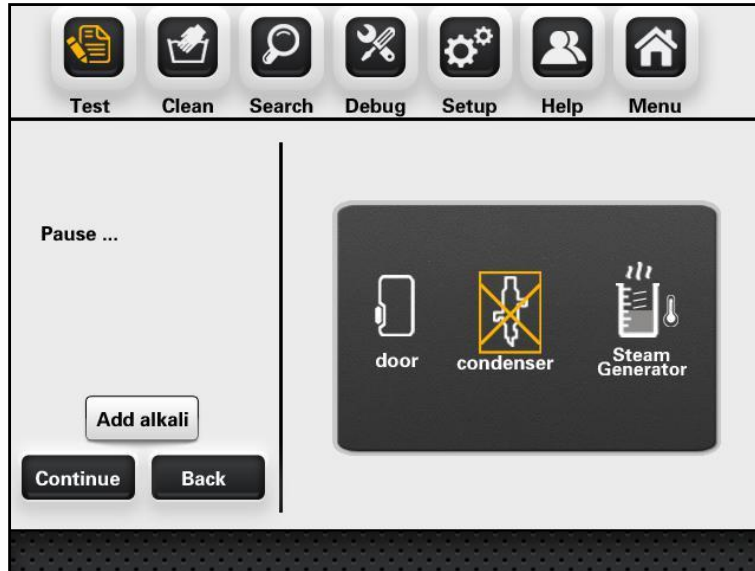 Test Clean Search Debug Setup Help Menu
Pause ...
door condenser Steam
Generator
Add alkali
Continue Back